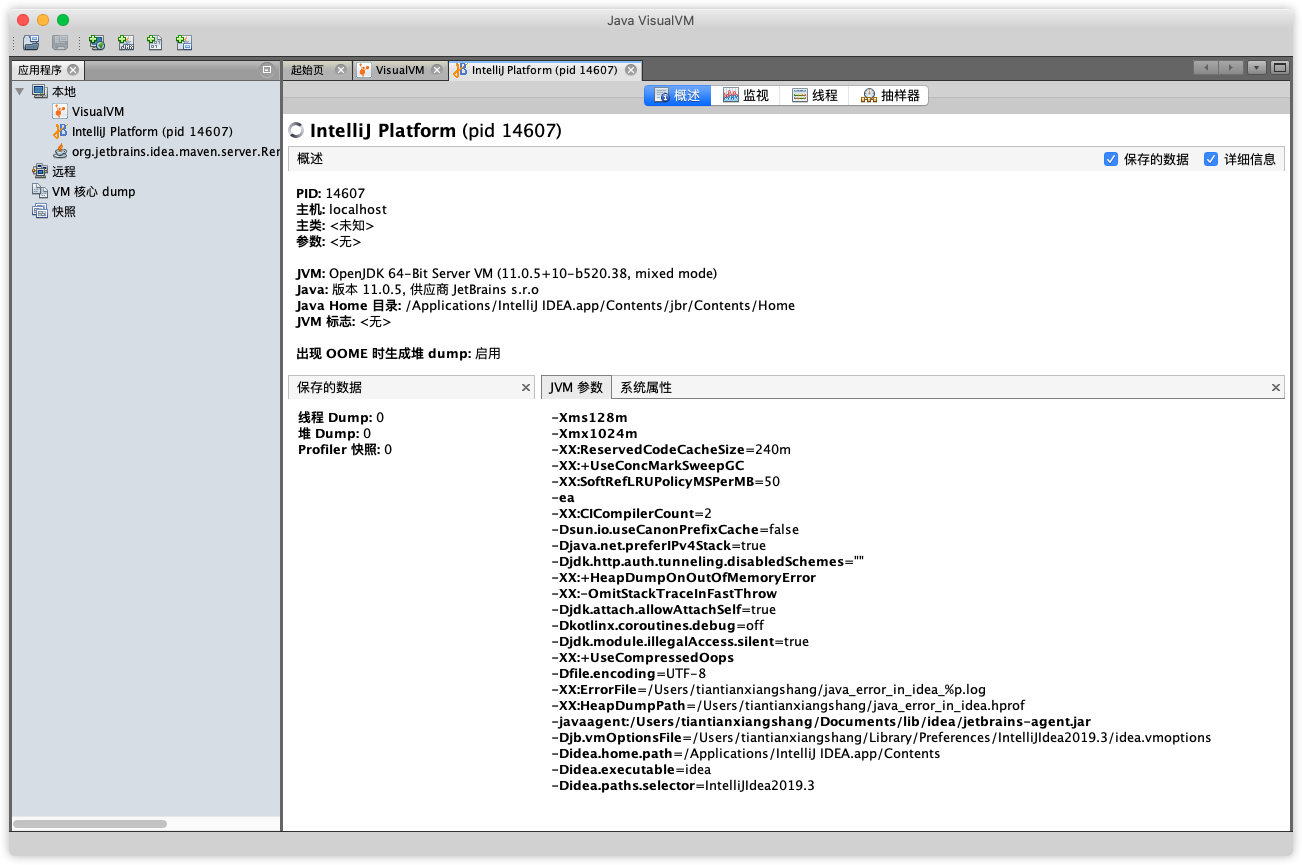 Java VisualVM
应用程序
起始页
VisualVM
IntelliJ Platform (pid 14607)
本地
VisualVM
IntelliJ Platform (pid 14607)
org.jetbrains.idea.maven.server.Rer
远程
VM 核心 dump
快照
概述
监视
线程
抽样器
IntelliJ Platform (pid 14607)
概述
保存的数据
详细信息
PID: 14607
主机: localhost
主类: <未知>
参数: <无>
JVM: OpenJDK 64-Bit Server VM (11.0.5+10-b520.38, mixed mode)
Java: 版本 11.0.5, 供应商 JetBrains s.r.o
Java Home 目录: /Applications/IntelliJ IDEA.app/Contents/jbr/Contents/Home
JVM 标志: <无>
出现 OOME 时生成堆 dump: 启用
保存的数据
线程 Dump: 0
堆 Dump: 0
Profiler 快照: 0
JVM 参数
系统属性
-Xms128m
-Xmx1024m
-XX:ReservedCodeCacheSize=240m
-XX:+UseConcMarkSweepGC
-XX:SoftRefLRUPolicyMSPerMB=50
-ea
-XX:CICompilerCount=2
-Dsun.io.useCanonPrefixCache=false
-Djava.net.preferIPv4Stack=true
-Djdk.http.auth.tunneling.disabledSchemes=""
-XX:+HeapDumpOnOutOfMemoryError
-XX:-OmitStackTraceInFastThrow
-Djdk.attach.allowAttachSelf=true
-Dkotlinx.coroutines.debug=off
-Djdk.module.illegalAccess.silent=true
-XX:+UseCompressedOops
-Dfile.encoding=UTF-8
-XX:ErrorFile=/Users/tiantianxiangshang/java_error_in_idea_%p.log
-XX:HeapDumpPath=/Users/tiantianxiangshang/java_error_in_idea.hprof
-javaagent:/Users/tiantianxiangshang/Documents/lib/idea/jetbrains-agent.jar
-Djb.vmOptionsFile=/Users/tiantianxiangshang/Library/Preferences/IntelliJIdea2019.3/idea.vmoptions
-Didea.home.path=/Applications/IntelliJ IDEA.app/Contents
-Didea.executable=idea
-Didea.paths.selector=IntelliJIdea2019.3